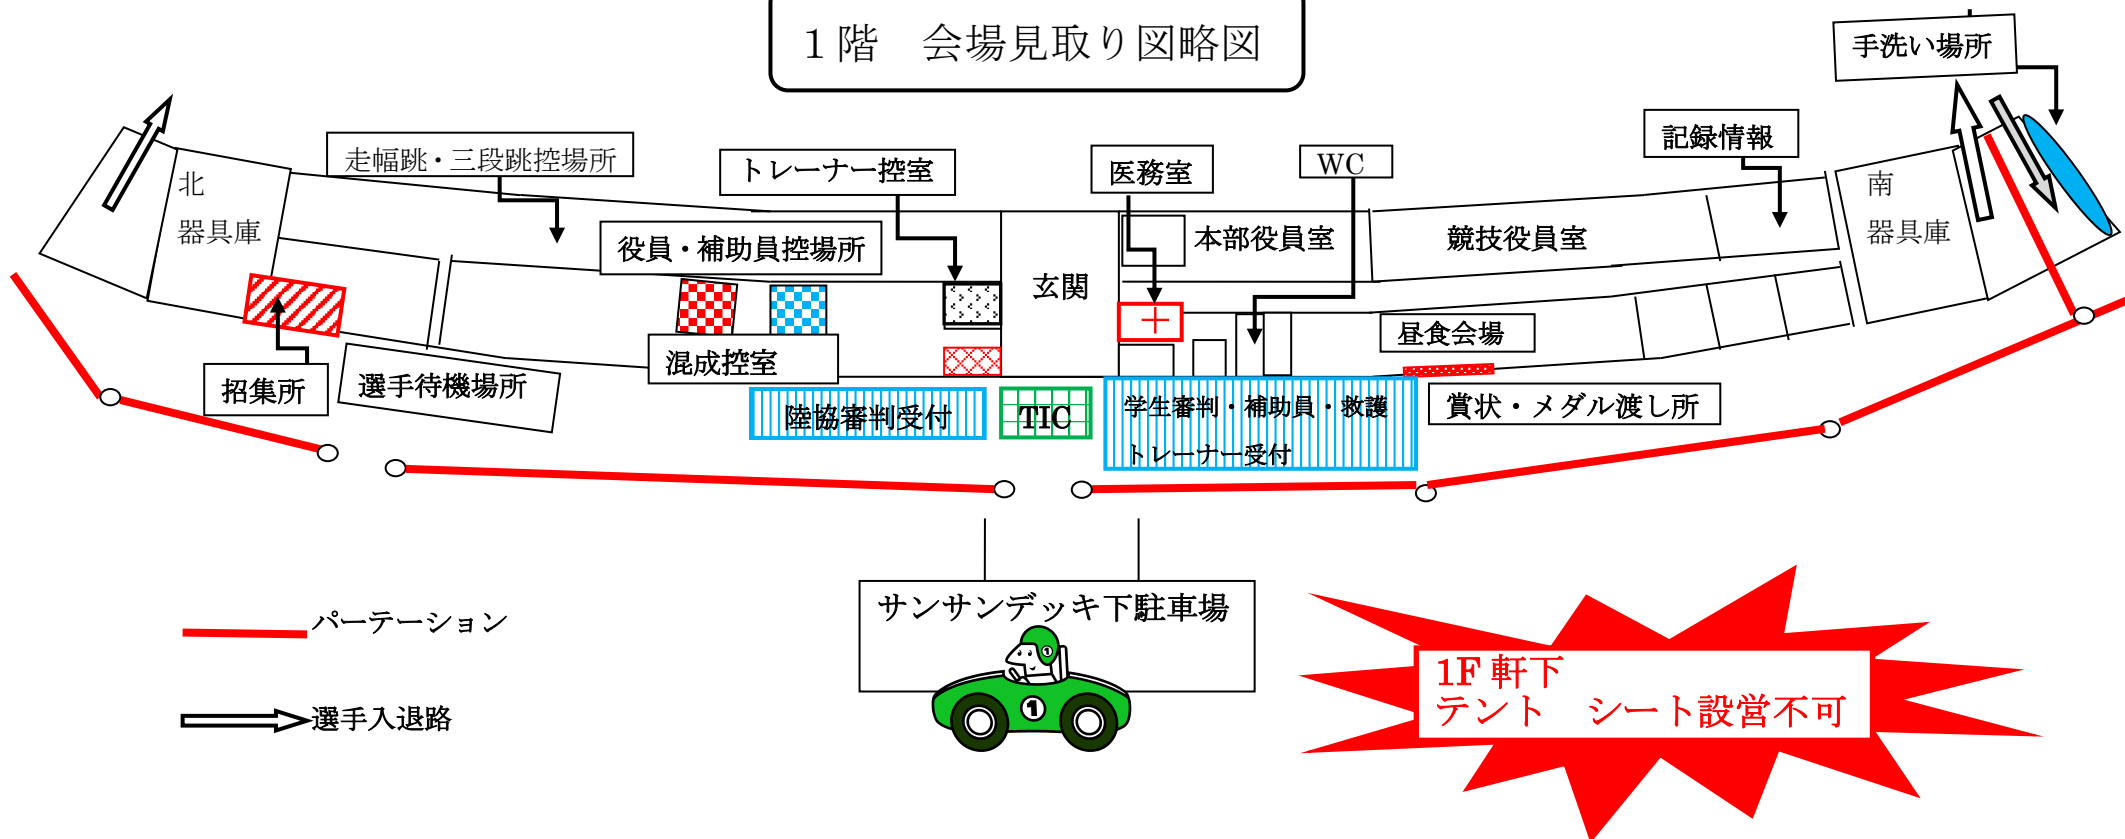 1階　会場見取り図略図
手洗い場所
走幅跳・三段跳控場所
トレーナー控室
医務室
WC
記録情報
北
器具庫
役員・補助員控場所
玄関
本部役員室
競技役員室
南
器具庫
混成控室
昼食会場
招集所
選手待機場所
陸協審判受付
TIC
学生審判・補助員・救護
トレーナー受付
賞状・メダル渡し所
サンサンデッキ下駐車場
1
1
パーテーション
選手入退路
1F 軒下
テント　シート設営不可